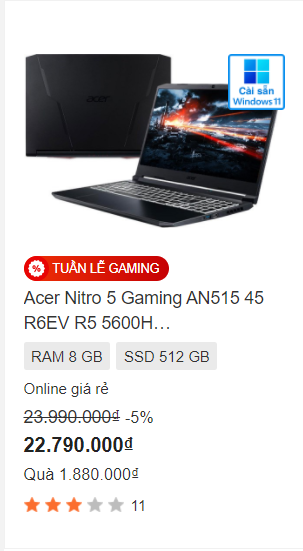 acer
Cài sẵn
Windows 11
acer
% TUẦN LỄ GAMING
Acer Nitro 5 Gaming AN515 45
R6EV R5 5600H…
RAM 8 GB SSD 512 GB
Online giá rẻ
23.990.000₫ -5%
22.790.000₫
Quà 1.880.000₫
11